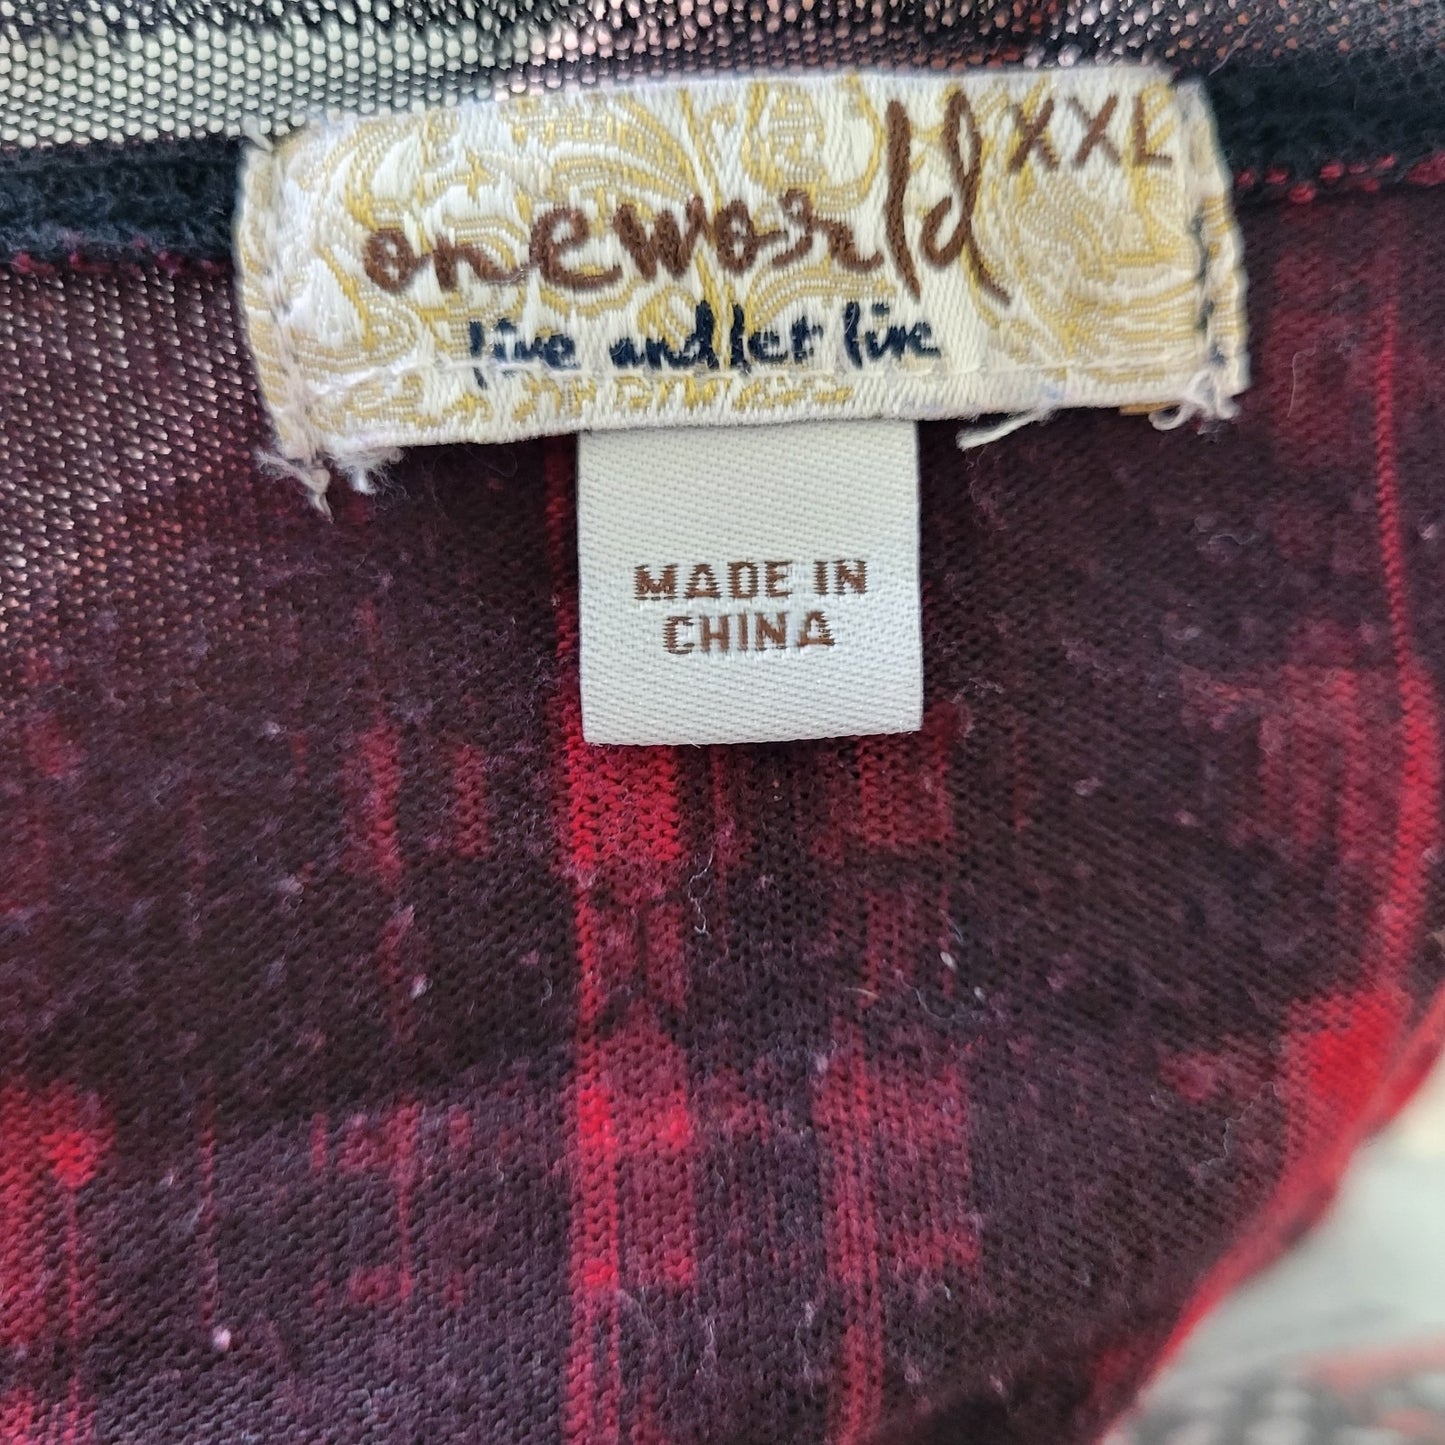 oneworld XXL
live and let live
MADE IN
CHINA